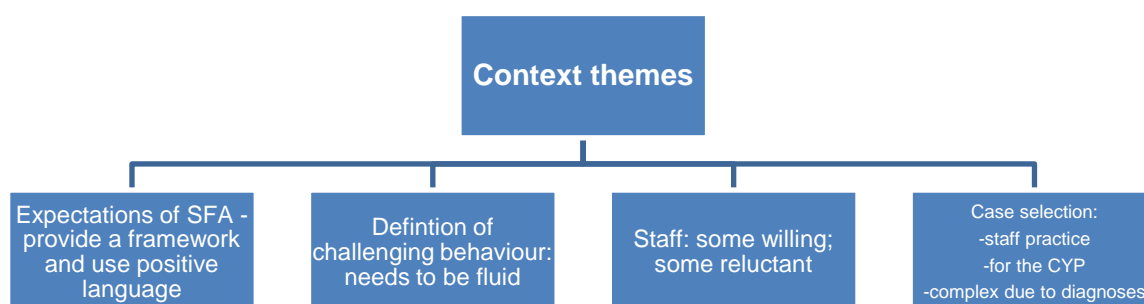 Context themes
Expectations of SFA -
provide a framework
and use positive
language
Defintion of
challenging behaviour:
needs to be fluid
Staff: some willing;
some reluctant
Case selection:
-staff practice
-for the CYP
-complex due to diagnoses